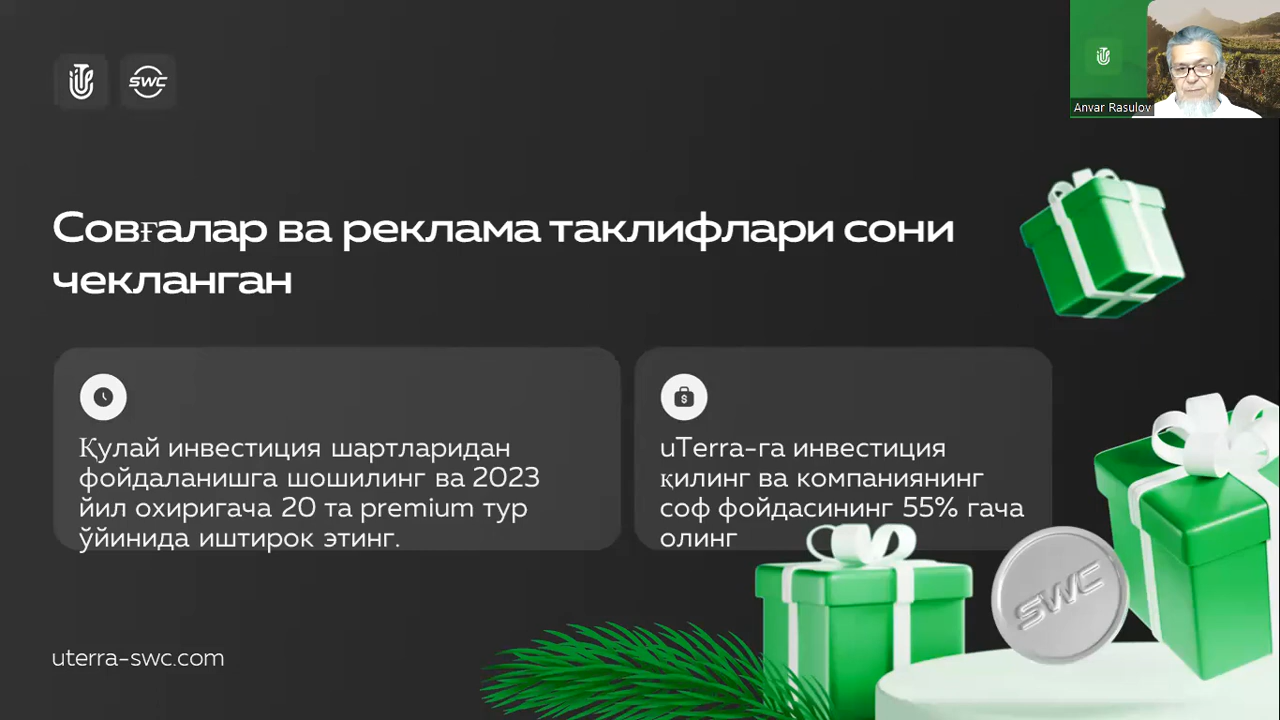 SWC
Anvar Rasulov
Совғалар ва реклама таклифлари сони
чекланган
Қулай инвестиция шартларидан
фойдаланишга шошилинг ва 2023
йил охиригача 20 та premium тур
ўйинида иштирок этинг.
$
uTerra-га инвестиция
қилинг ва компаниянинг
соф фойдасининг 55% гача
олинг
SWC
uterra-swc.com